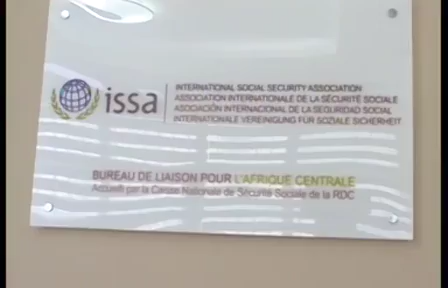 issa
INTERNATIONAL SOCIAL SECURITY ASSOCIATION
ASSOCIATION INTERNATIONALE DE LA SÉCURITÉ SOCIALE
ASOCIACIÓN INTERNACIONAL DE LA SEGURIDAD SOCIAL
INTERNATIONALE VEREINIGUNG FÜR SOZIALE SICHERHEIT
BUREAU DE LIAISON POUR L'AFRIQUE CENTRALE
Accueilli par la Caisse Nationale de Sécurité Sociale de la RDC